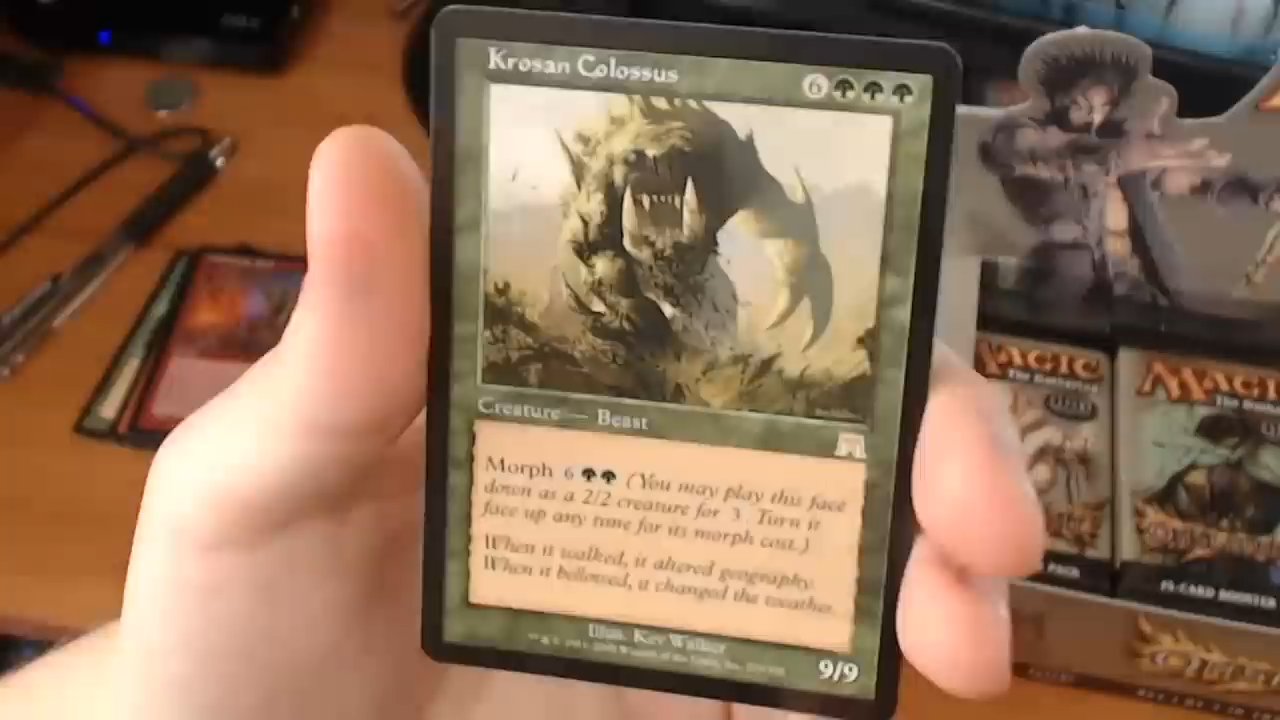 Krosan Colossus
6
Creature — Beast
Morph 6 (You may play this face
down as a 2/2 creature for 3. Turn it
face up any time for its morph cost.)
When it walked, it altered geography.
When it bellowed, it changed the weather.
Illus. Kev Walker
9/9
MAGIC
The Gathering
PACK
MAGIC
15-CARD BOOSTER